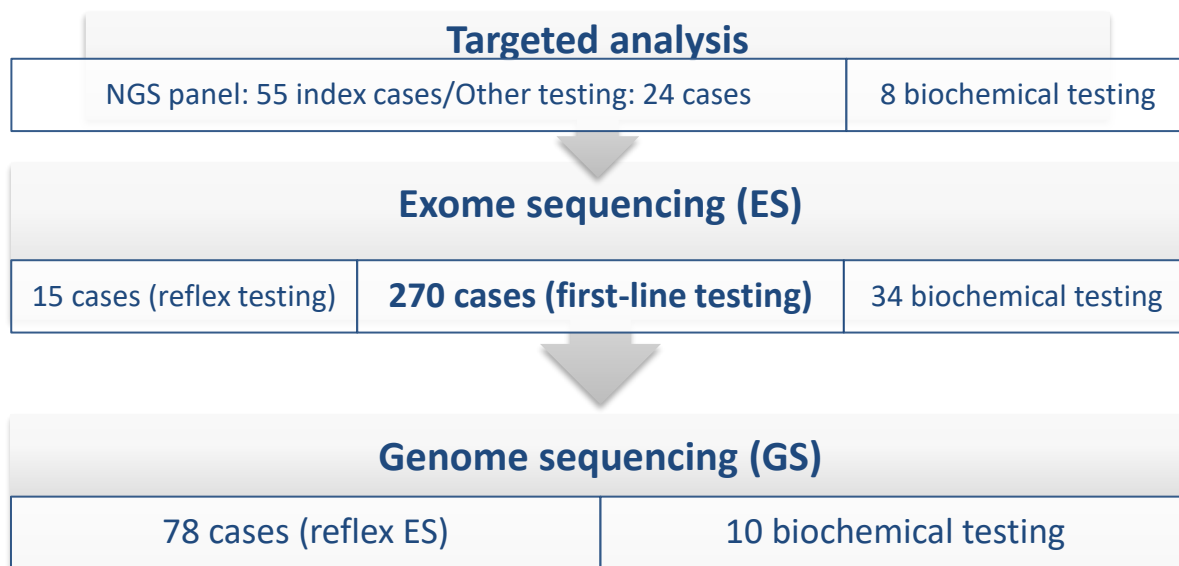 Targeted analysis
NGS panel: 55 index cases/Other testing: 24 cases
8 biochemical testing
Exome sequencing (ES)
15 cases (reflex testing)
270 cases (first-line testing)
34 biochemical testing
Genome sequencing (GS)
78 cases (reflex ES)
10 biochemical testing